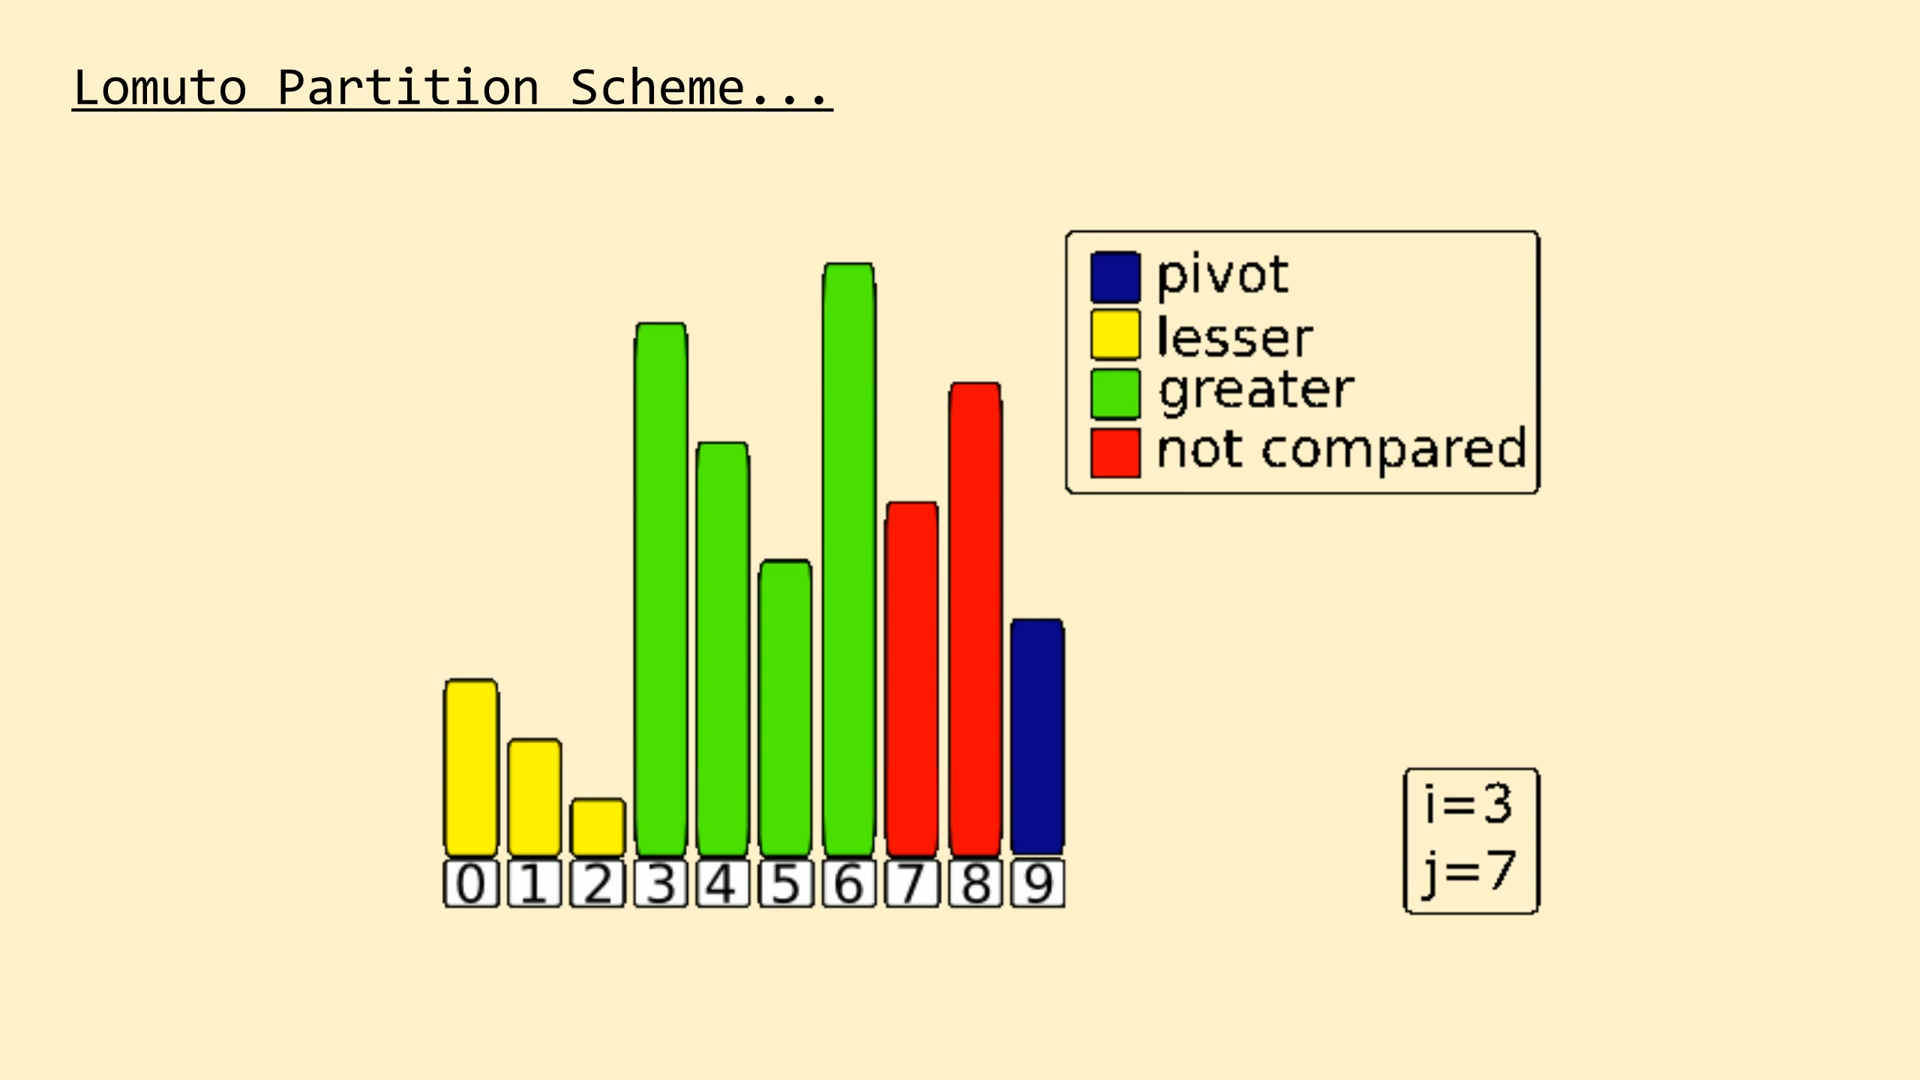 Lomuto Partition Scheme...
pivot
lesser
greater
not compared
i=3
j=7
0 1 2 3 4 5 6 7 8 9